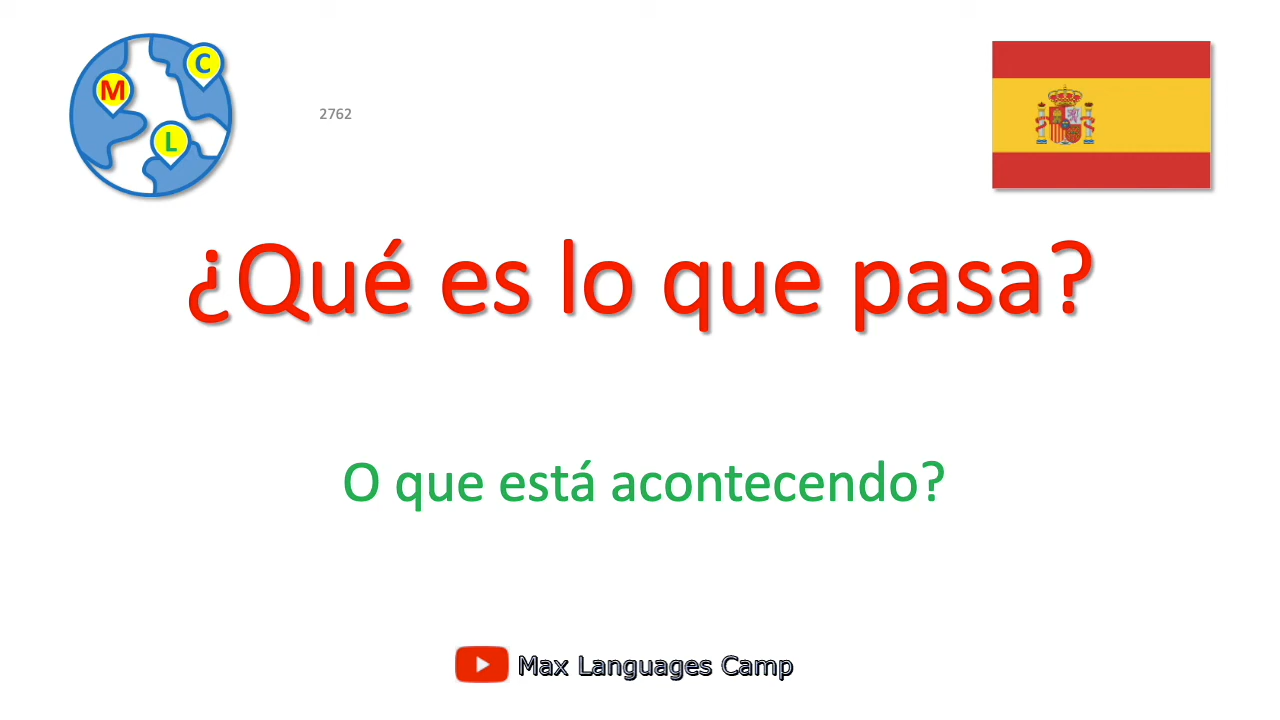 M
C
L
2762
¿Qué es lo que pasa?
O que está acontecendo?
Max Languages Camp